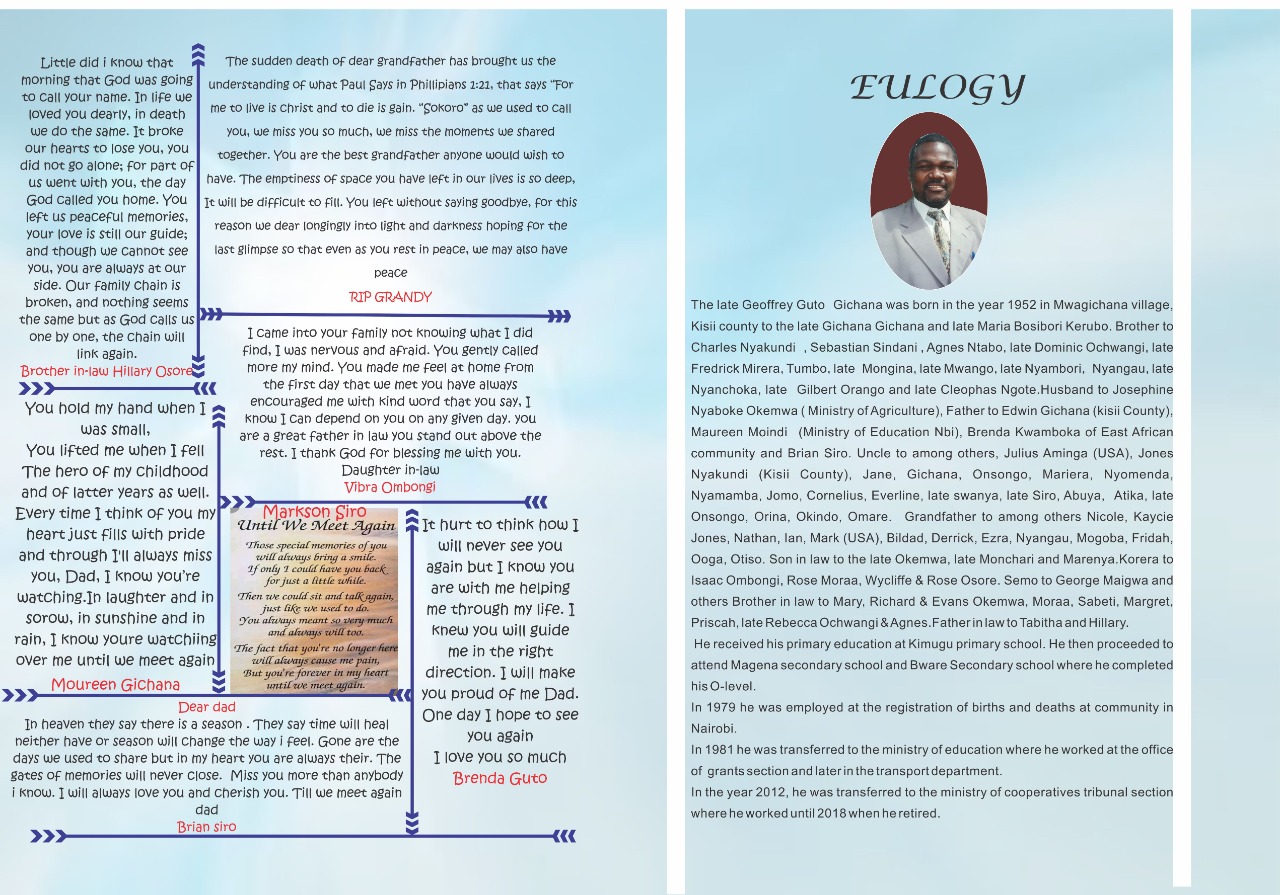 Little did i know that
morning that God was going
to call your name. In life we
loved you dearly, in death
we do the same. It broke
our hearts to lose you, you
did not go alone; for part of
us went with you, the day
God called you home. You
left us peaceful memories,
your love is still our guide;
and though we cannot see
you, you are always at our
side. Our family chain is
broken, and nothing seems
the same but as God calls us
one by one, the chain will
link again.
Brother in-law Hillary Osore
The sudden death of dear grandfather has brought us the
understanding of what Paul Says in Phillipians 1:21, that says "For
me to live is Christ and to die is gain. "Sokoro" as we used to call
you, we miss you so much, we miss the moments we shared
together. You are the best grandfather anyone would wish to
have. The emptiness of space you have left in our lives is so deep,
It will be difficult to fill. You left without saying goodbye, for this
reason we dear longingly into light and darkness hoping for the
last glimpse so that even as you rest in peace, we may also have
peace
RIP GRANDY
I came into your family not knowing what I did
find, I was nervous and afraid. You gently called
more my mind. You made me feel at home from
the first day that we met you have always
encouraged me with kind word that you say, I
know I can depend on you on any given day. you
are a great father in law you stand out above the
rest. I thank God for blessing me with you.
Daughter in-law
Vibra Ombongi
You hold my hand when I
was small,
You lifted me when I fell
The hero of my childhood
and of latter years as well.
Every time I think of you my
heart just fills with pride
and through I'll always miss
you, Dad, I know you're
watching.In laughter and in
sorow, in sunshine and in
rain, I know youre watchiing
over me until we meet again
Moureen Gichana
Markson Siro
Until We Meet Again
Those special memories of you
will always bring a smile.
If only I could have you back
for just a little while.
Then we could sit and talk again,
just like we used to do.
You always meant so very much
and always will too.
The fact that you're no longer here
will always cause me pain,
But you're forever in my heart
until we meet again.
It hurt to think how I
will never see you
again but I know you
are with me helping
me through my life. I
knew you will guide
me in the right
direction. I will make
you proud of me Dad.
One day I hope to see
you again
I love you so much
Brenda Guto
Dear dad
In heaven they say there is a season . They say time will heal
neither have or season will change the way i feel. Gone are the
days we used to share but in my heart you are always their. The
gates of memories will never close. Miss you more than anybody
i know. I will always love you and cherish you. Till we meet again
dad
Brian siro
EULOGY
The late Geoffrey Guto Gichana was born in the year 1952 in Mwagichana village,
Kisii county to the late Gichana Gichana and late Maria Bosibori Kerubo. Brother to
Charles Nyakundi , Sebastian Sindani , Agnes Ntabo, late Dominic Ochwangi, late
Fredrick Mirera, Tumbo, late Mongina, late Mwango, late Nyambori, Nyangau, late
Nyanchoka, late Gilbert Orango and late Cleophas Ngote.Husband to Josephine
Nyaboke Okemwa ( Ministry of Agriculture), Father to Edwin Gichana (kisii County),
Maureen Moindi (Ministry of Education Nbi), Brenda Kwamboka of East African
community and Brian Siro. Uncle to among others, Julius Aminga (USA), Jones
Nyakundi (Kisii County), Jane, Gichana, Onsongo, Mariera, Nyomenda,
Nyamamba, Jomo, Cornelius, Everline, late swanya, late Siro, Abuya, Atika, late
Onsongo, Orina, Okindo, Omare. Grandfather to among others Nicole, Kaycie
Jones, Nathan, Ian, Mark (USA), Bildad, Derrick, Ezra, Nyangau, Mogoba, Fridah,
Ooga, Otiso. Son in law to the late Okemwa, late Monchari and Marenya.Korera to
Isaac Ombongi, Rose Moraa, Wycliffe & Rose Osore. Semo to George Maigwa and
others Brother in law to Mary, Richard & Evans Okemwa, Moraa, Sabeti, Margret,
Priscah, late Rebecca Ochwangi & Agnes.Father in law to Tabitha and Hillary.
He received his primary education at Kimugu primary school. He then proceeded to
attend Magena secondary school and Bware Secondary school where he completed
his O-level.
In 1979 he was employed at the registration of births and deaths at community in
Nairobi.
In 1981 he was transferred to the ministry of education where he worked at the office
of grants section and later in the transport department.
In the year 2012, he was transferred to the ministry of cooperatives tribunal section
where he worked until 2018 when he retired.